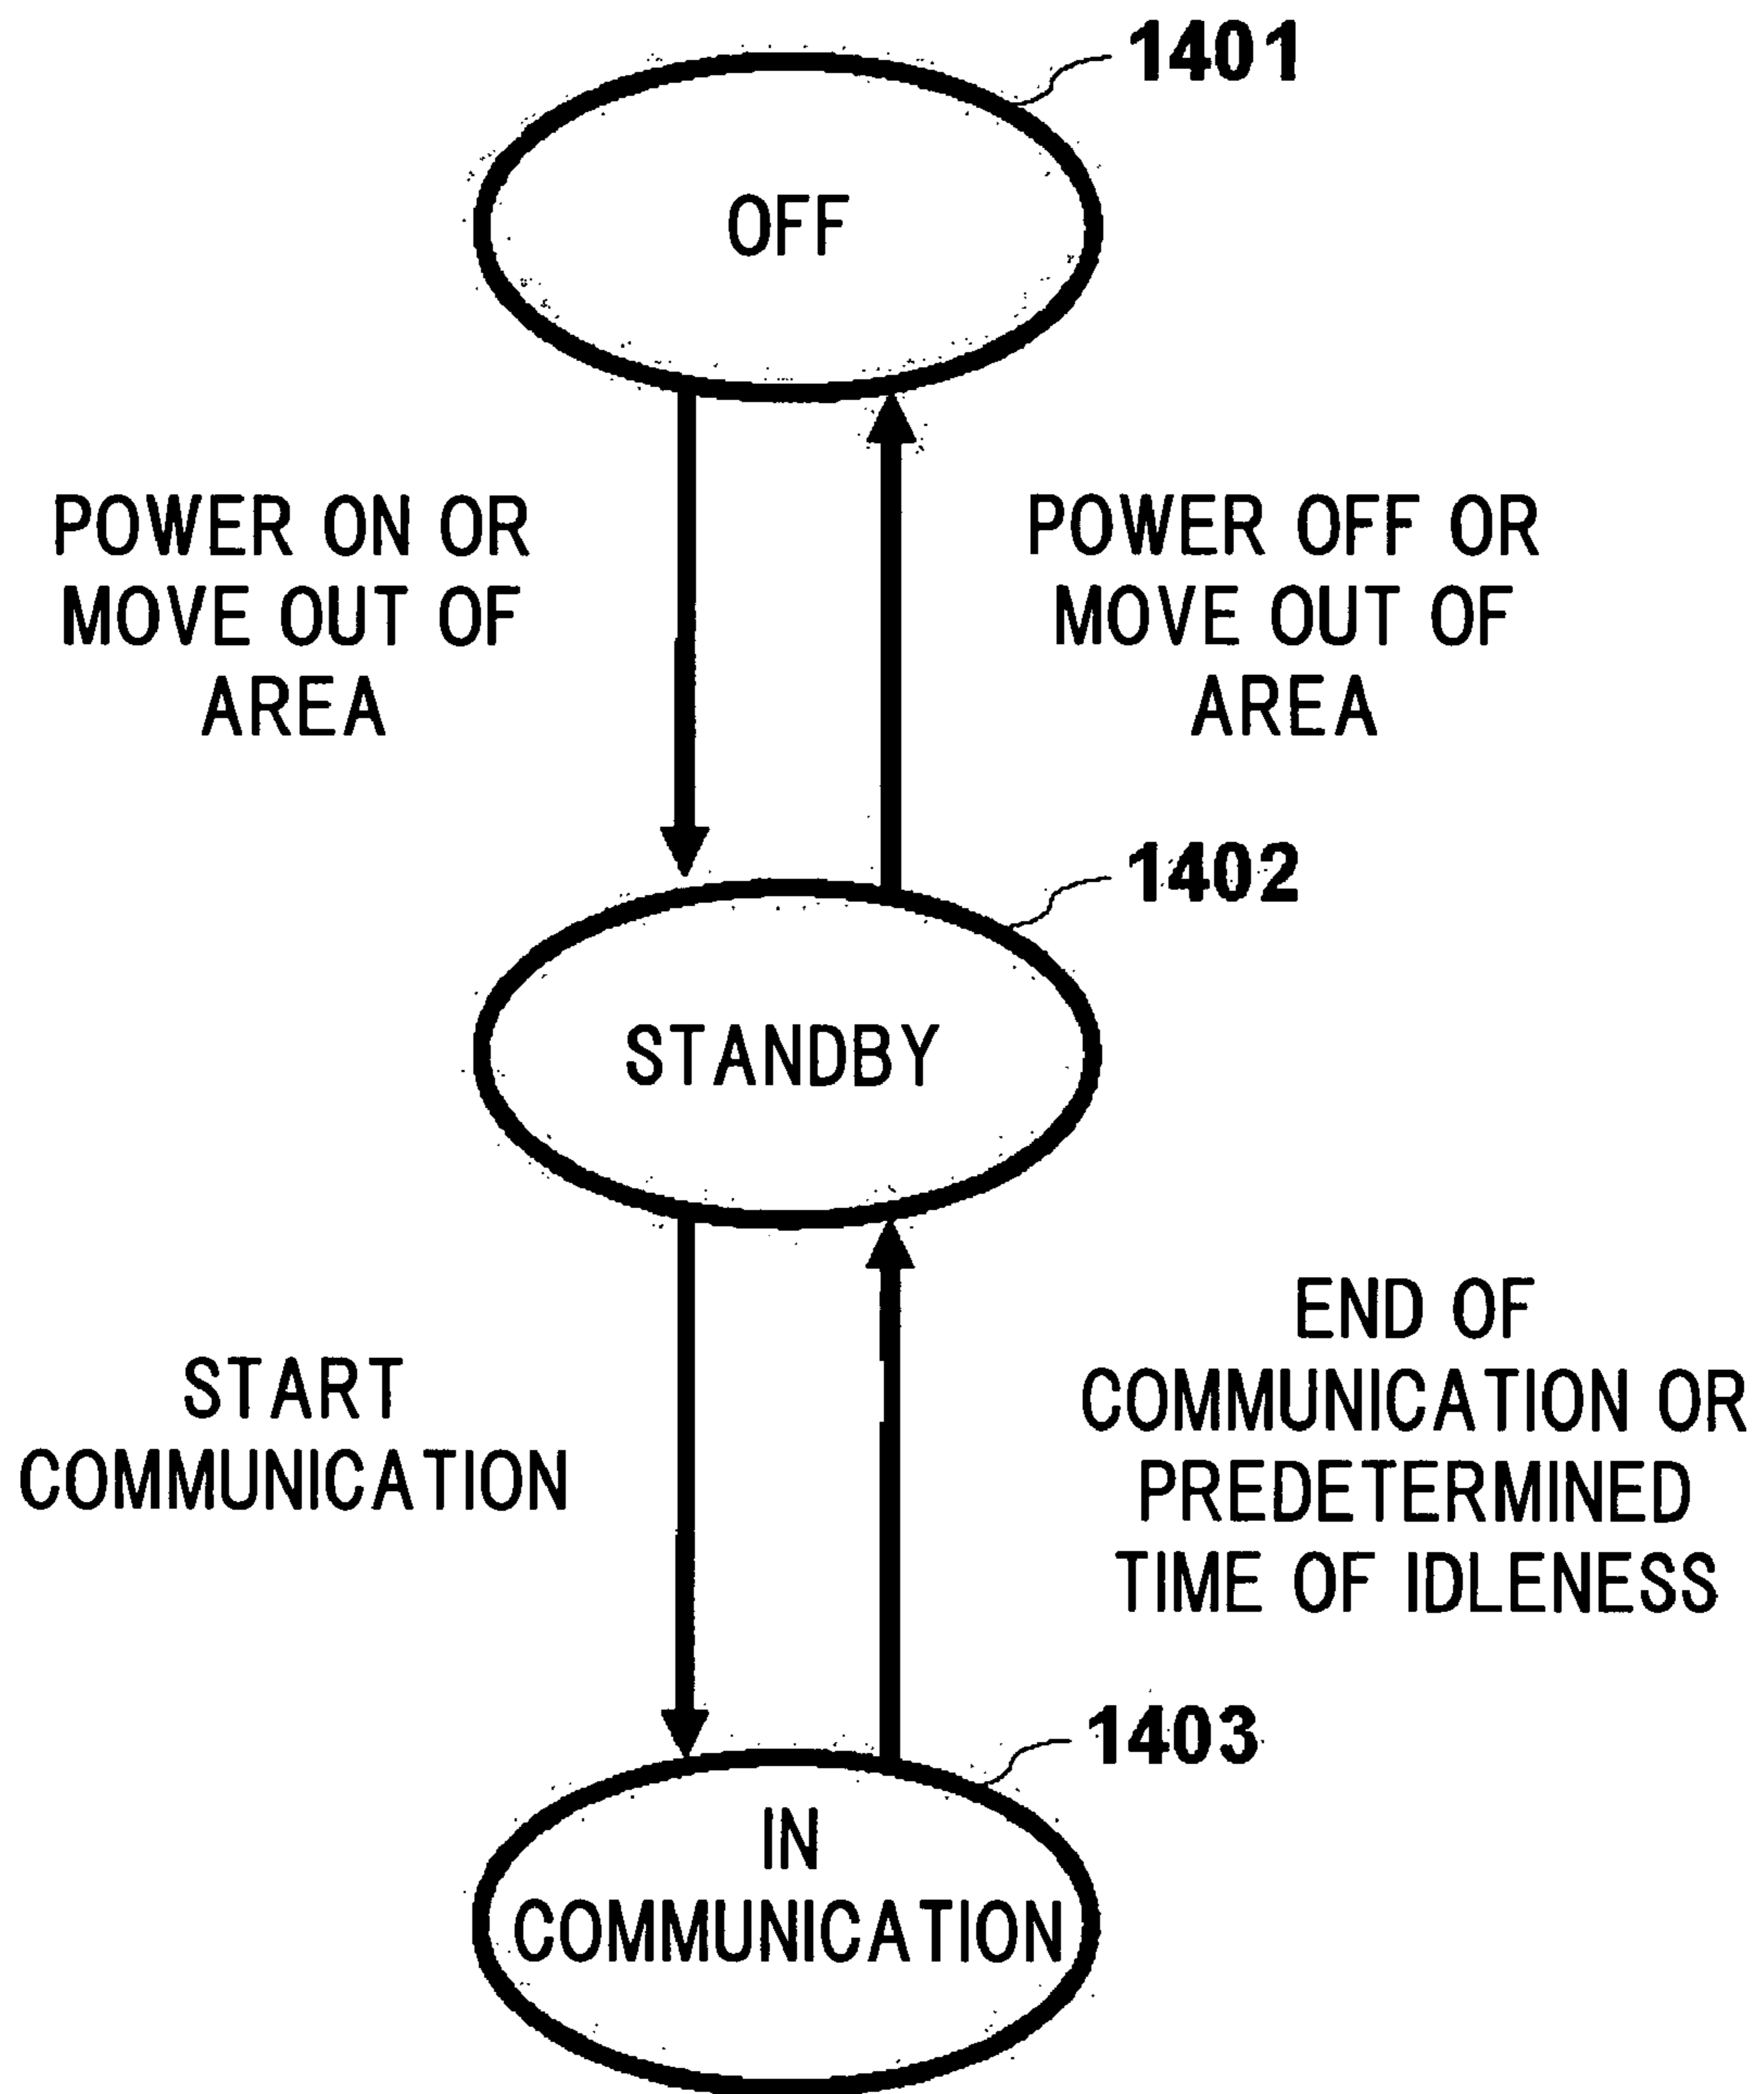 1401
OFF
POWER ON OR
MOVE OUT OF
AREA
POWER OFF OR
MOVE OUT OF
AREA
1402
STANDBY
START
COMMUNICATION
END OF
COMMUNICATION OR
PREDETERMINED
TIME OF IDLENESS
1403
IN
COMMUNICATION